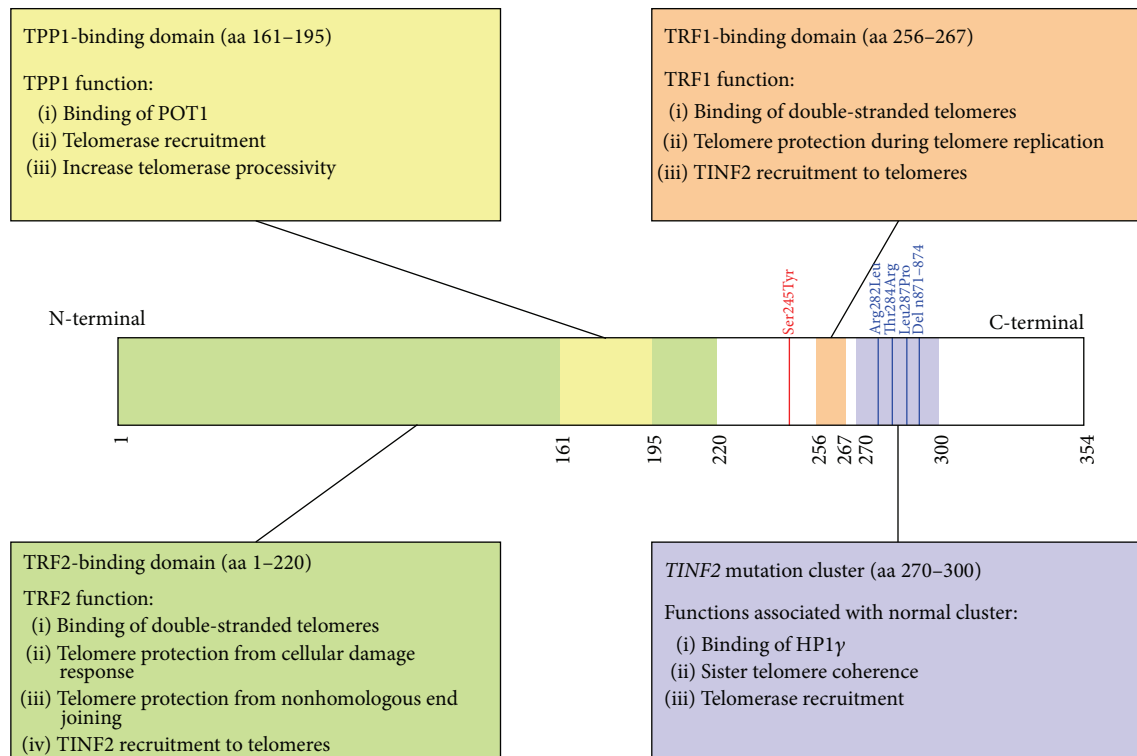 TPP1-binding domain (aa 161–195)
TPP1 function:
(i) Binding of POT1
(ii) Telomerase recruitment
(iii) Increase telomerase processivity
TRF1-binding domain (aa 256–267)
TRF1 function:
(i) Binding of double-stranded telomeres
(ii) Telomere protection during telomere replication
(iii) TINF2 recruitment to telomeres
N-terminal
Ser245Tyr
Arg282Leu
Thr284Arg
Leu287Pro
Del n871–874
C-terminal
1
161
195
220
256
267
270
300
354
TRF2-binding domain (aa 1–220)
TRF2 function:
(i) Binding of double-stranded telomeres
(ii) Telomere protection from cellular damage
response
(iii) Telomere protection from nonhomologous end
joining
(iv) TINF2 recruitment to telomeres
TINF2 mutation cluster (aa 270–300)
Functions associated with normal cluster:
(i) Binding of HP1γ
(ii) Sister telomere coherence
(iii) Telomerase recruitment